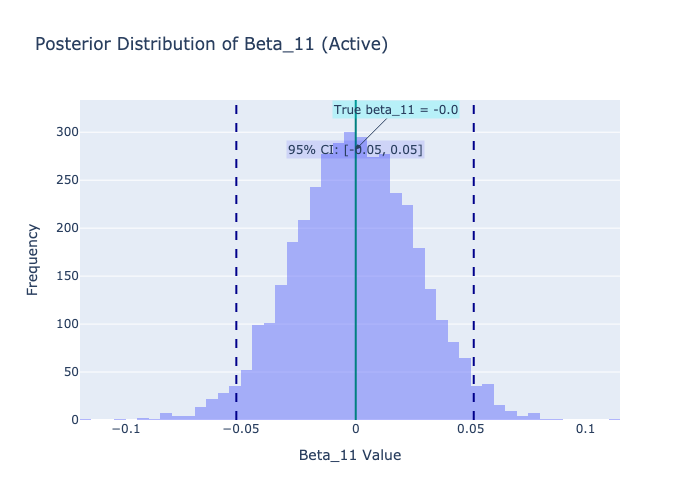 Posterior Distribution of Beta_11 (Active)
True beta_11 = -0.0
95% CI: [-0.05, 0.05]
300
250
200
150
100
50
0
Frequency
−0.1
−0.05
0
0.05
0.1
Beta_11 Value